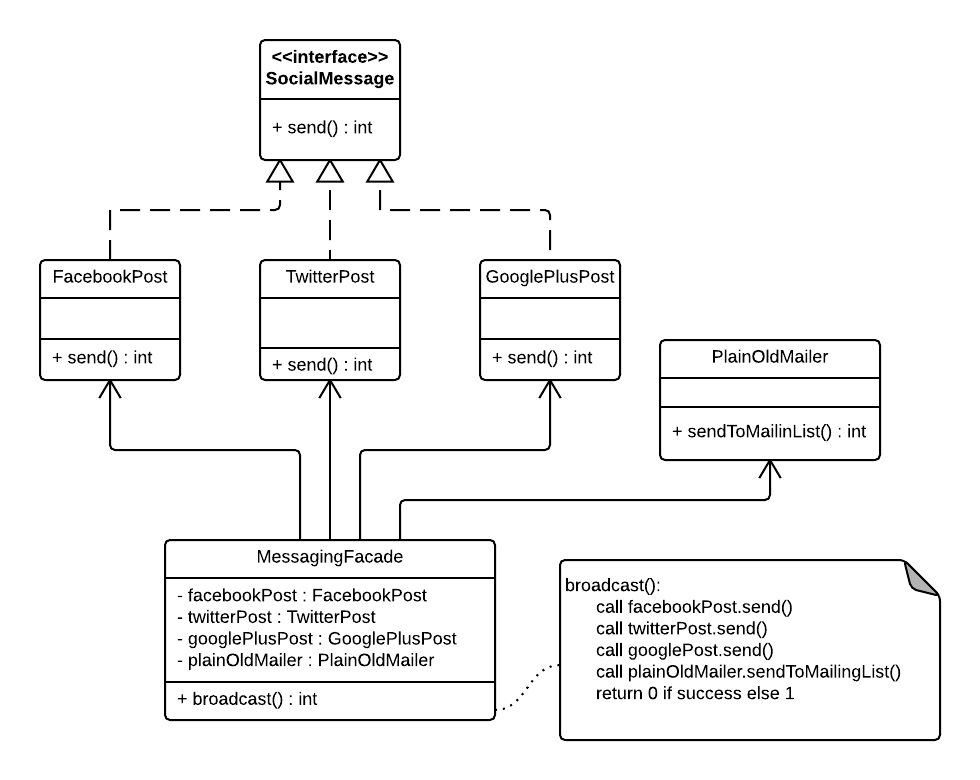 <<interface>>
SocialMessage
+ send() : int
FacebookPost
+ send() : int
TwitterPost
+ send() : int
GooglePlusPost
+ send() : int
PlainOldMailer
+ sendToMailinList() : int
MessagingFacade
- facebookPost : FacebookPost
- twitterPost : TwitterPost
- googlePlusPost : GooglePlusPost
- plainOldMailer : PlainOldMailer
+ broadcast() : int
broadcast():
call facebookPost.send()
call twitterPost.send()
call googlePost.send()
call plainOldMailer.sendToMailingList()
return 0 if success else 1